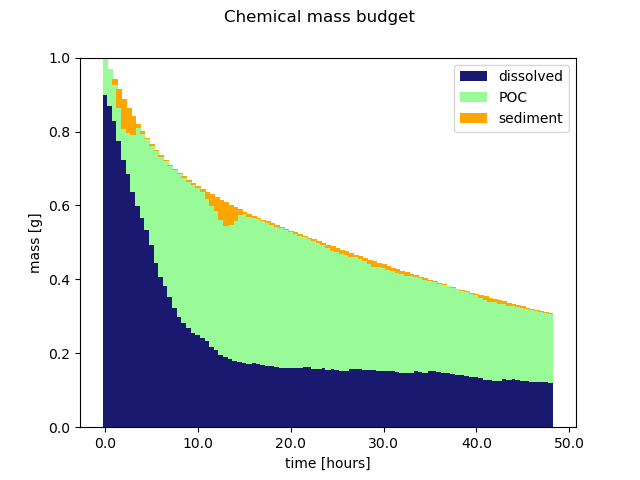 Chemical mass budget
dissolved
POC
sediment
mass [g]
1.0
0.8
0.6
0.4
0.2
0.0
0.0 10.0 20.0 30.0 40.0 50.0
time [hours]